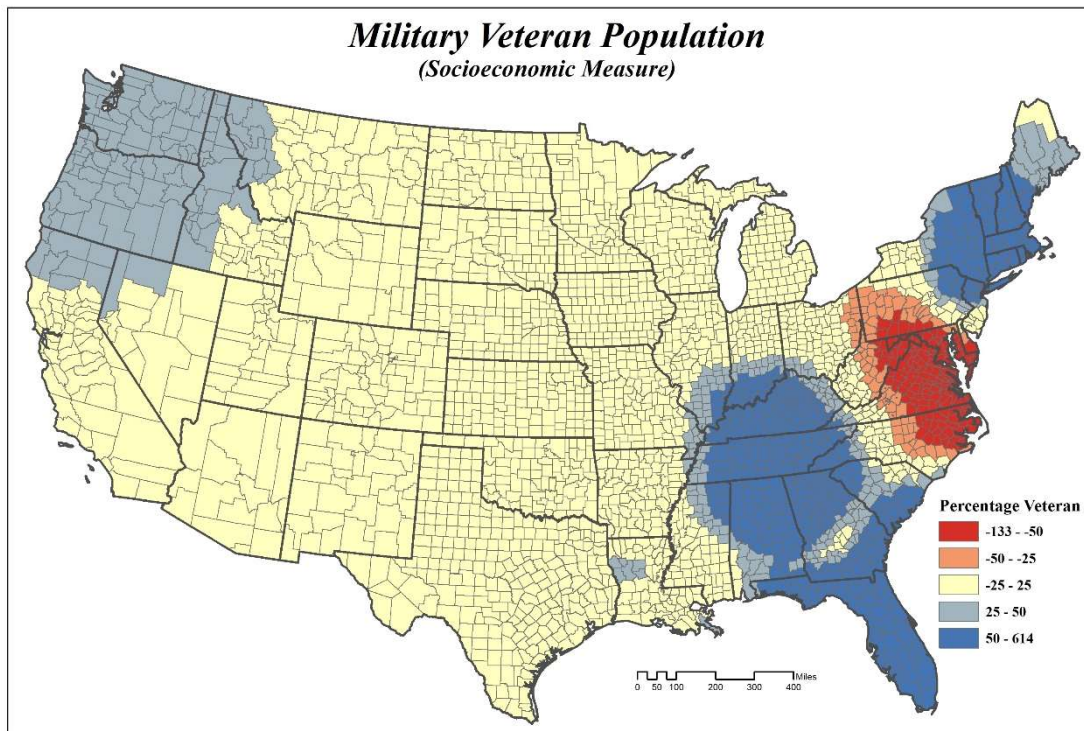 Military Veteran Population
(Socioeconomic Measure)
Percentage Veteran
-133 - -50
-50 - -25
-25 - 25
25 - 50
50 - 614
Miles
0 50 100 200 300 400